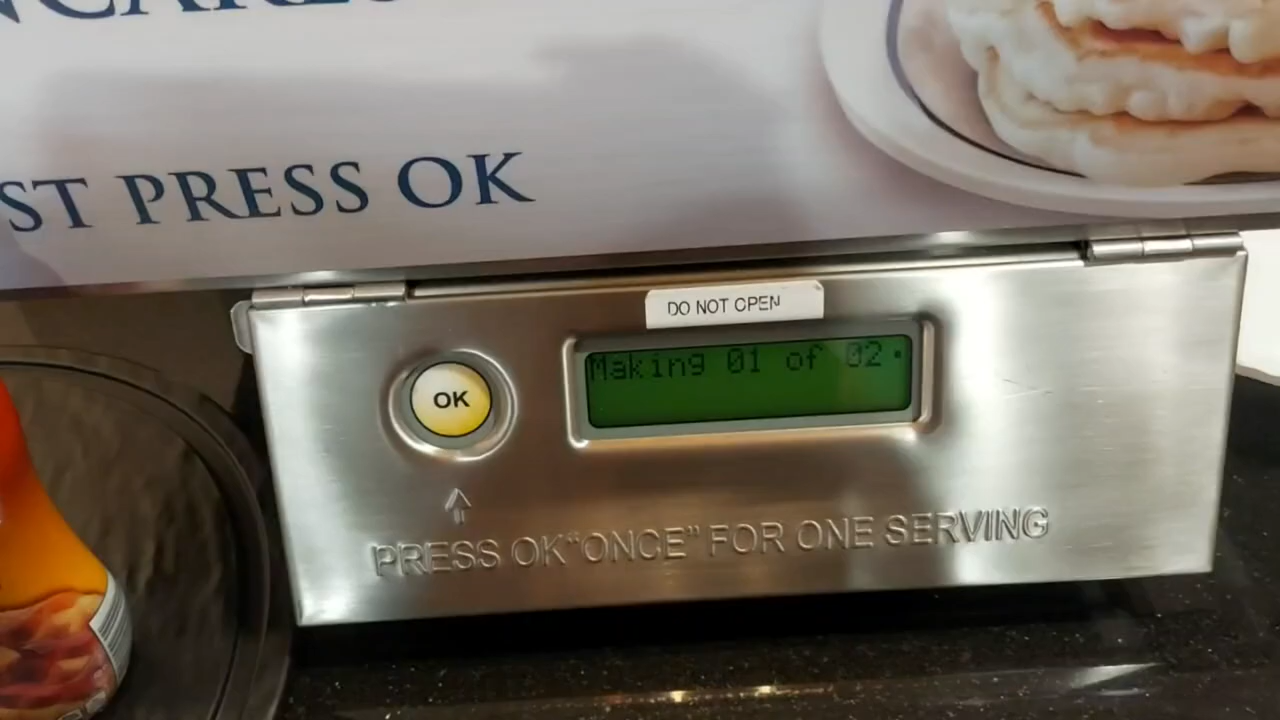 ST PRESS OK
DO NOT OPEN
OK
Making 01 of 02
PRESS OK "ONCE" FOR ONE SERVING